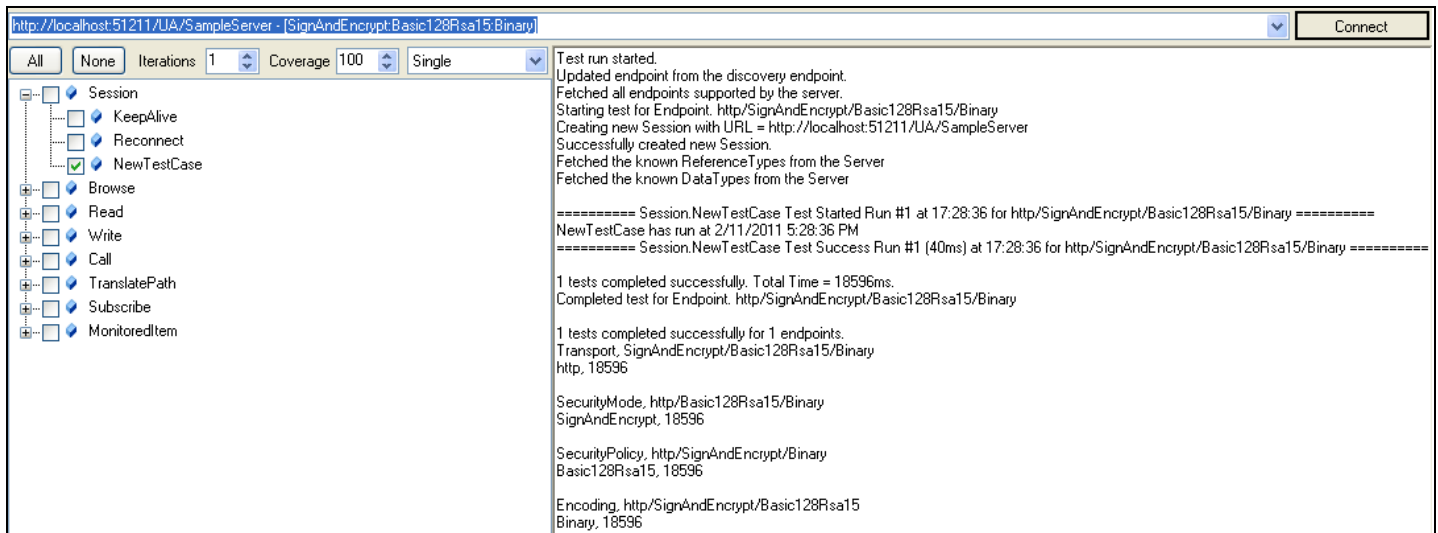 http://localhost:51211/UA/SampleServer - [SignAndEncrypt:Basic128Rsa15:Binary]
Connect
All None Iterations 1 Coverage 100 Single
Session
KeepAlive
Reconnect
NewTestCase
Browse
Read
Write
Call
TranslatePath
Subscribe
MonitoredItem
Test run started.
Updated endpoint from the discovery endpoint.
Fetched all endpoints supported by the server.
Starting test for Endpoint. http/SignAndEncrypt/Basic128Rsa15/Binary
Creating new Session with URL = http://localhost:51211/UA/SampleServer
Successfully created new Session.
Fetched the known ReferenceTypes from the Server
Fetched the known DataTypes from the Server
========== Session.NewTestCase Test Started Run #1 at 17:28:36 for http/SignAndEncrypt/Basic128Rsa15/Binary ==========
NewTestCase has run at 2/11/2011 5:28:36 PM
========== Session.NewTestCase Test Success Run #1 (40ms) at 17:28:36 for http/SignAndEncrypt/Basic128Rsa15/Binary ==========
1 tests completed successfully. Total Time = 18596ms.
Completed test for Endpoint. http/SignAndEncrypt/Basic128Rsa15/Binary
1 tests completed successfully for 1 endpoints.
Transport, SignAndEncrypt/Basic128Rsa15/Binary
http, 18596
SecurityMode, http/Basic128Rsa15/Binary
SignAndEncrypt, 18596
SecurityPolicy, http/SignAndEncrypt/Binary
Basic128Rsa15, 18596
Encoding, http/SignAndEncrypt/Basic128Rsa15
Binary, 18596